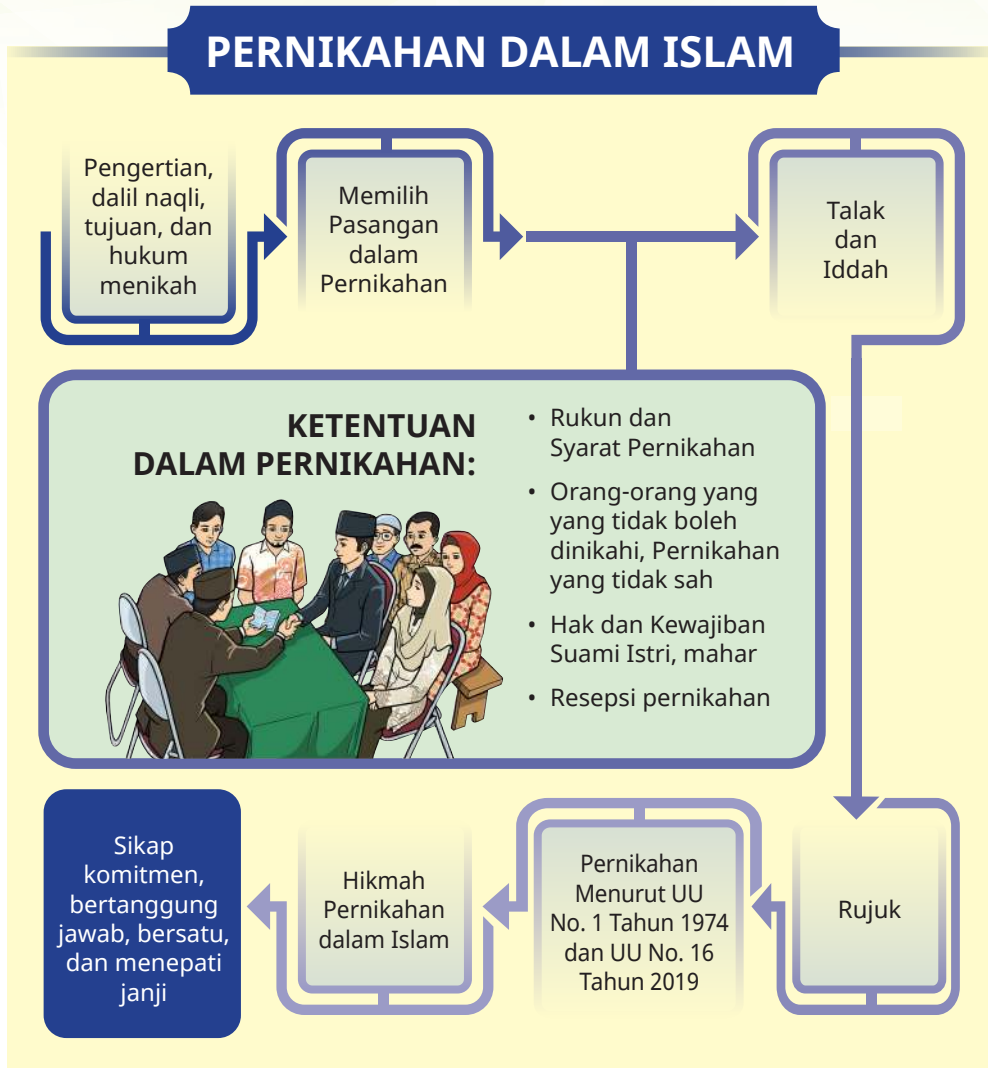 PERNIKAHAN DALAM ISLAM
Pengertian,
dalil naqli,
tujuan, dan
hukum
menikah
Memilih
Pasangan
dalam
Pernikahan
Talak
dan
Iddah
KETENTUAN
DALAM PERNIKAHAN:
• Rukun dan
Syarat Pernikahan
• Orang-orang yang
yang tidak boleh
dinikahi, Pernikahan
yang tidak sah
• Hak dan Kewajiban
Suami Istri, mahar
• Resepsi pernikahan
Rujuk
Pernikahan
Menurut UU
No. 1 Tahun 1974
dan UU No. 16
Tahun 2019
Hikmah
Pernikahan
dalam Islam
Sikap
komitmen,
bertanggung
jawab, bersatu,
dan menepati
janji